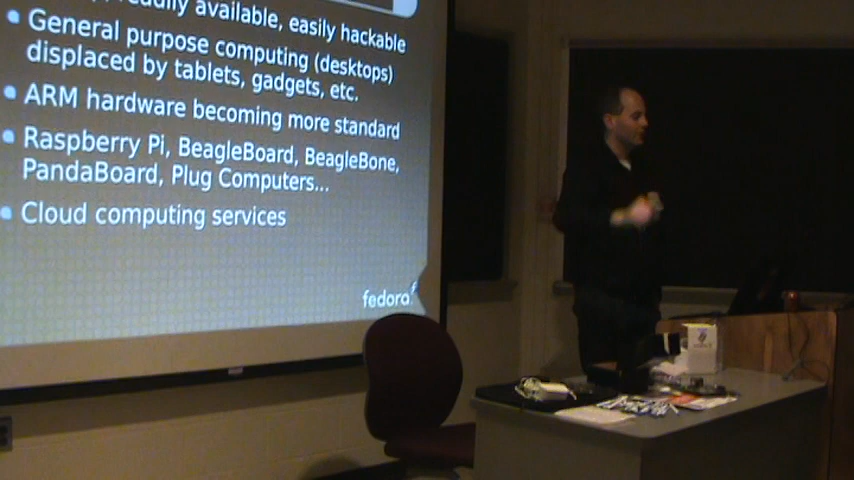 readily available, easily hackable
General purpose computing (desktops)
displaced by tablets, gadgets, etc.
ARM hardware becoming more standard
Raspberry Pi, BeagleBoard, BeagleBone,
PandaBoard, Plug Computers...
Cloud computing services
fedora